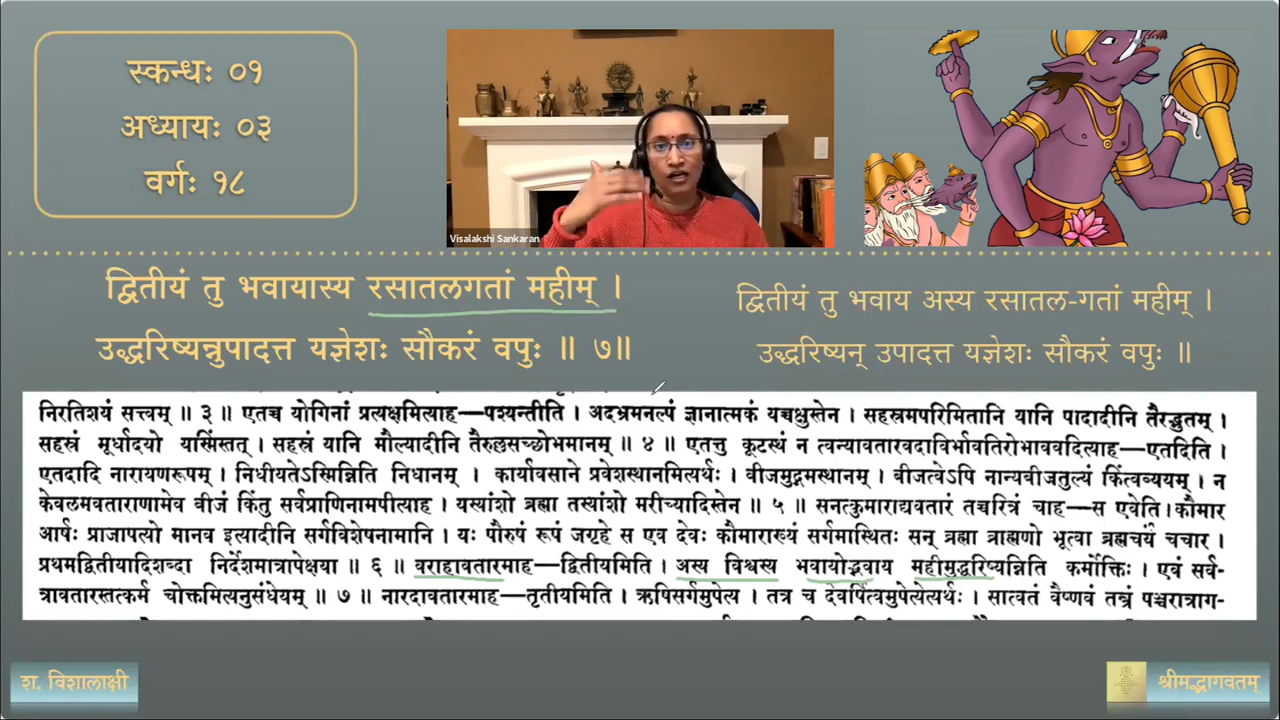 स्कन्धः ०१
अध्यायः ०३
वर्गः १८
Visalakshi Sankaran
द्वितीयं तु भवायास्य रसातलगतां महीम् ।
उद्धरिष्यन्नुपादत्त यज्ञेशः सौकरं वपुः ॥ ७॥
द्वितीयं तु भवाय अस्य रसातल-गतां महीम् ।
उद्धरिष्यन् उपादत्त यज्ञेशः सौकरं वपुः ॥
निरतिशयं सत्त्वम् ॥ ३ ॥ एतच्च योगिनां प्रत्यक्षमित्याह—पश्यन्तीति । अदभ्रमनल्पं ज्ञानात्मकं यच्चक्षुस्तेन । सहस्रमपरिमितानि यानि पादादीनि तैरद्भुतम् ।
सहस्रं मूर्धादयो यस्मिंस्तत् । सहस्रं यानि मौल्यादीनि तैरुल्लसच्छोभमानम् ॥ ४ ॥ एतत्तु कूटस्थं न त्वन्यावतारवदाविर्भावतिरोभाववदित्याह—एतदिति ।
एतदादि नारायणरूपम् । निधीयतेऽस्मिन्निति निधानम् । कार्यावसाने प्रवेशस्थानमित्यर्थः । बीजमुद्गमस्थानम् । बीजत्वेऽपि नान्यबीजतुल्यं किंत्वव्ययम् । न
केवलमवताराणामेव बीजं किंतु सर्वप्राणिनामपीत्याह । यस्यांशो ब्रह्मा तस्यांशो मरीच्यादिस्तेन ॥ ५ ॥ सनत्कुमाराद्यवतारं तच्चरित्रं चाह—स एवेति । कौमार
आर्षः प्राजापत्यो मानव इत्यादीनि सर्गविशेषनामानि । यः पौरुषं रूपं जगृहे स एव देवः कौमाराख्यं सर्गमास्थितः सन् ब्रह्मा ब्राह्मणो भूत्वा ब्रह्मचर्यं चचार ।
प्रथमद्वितीयादिशब्दा निर्देशमात्रापेक्षया ॥ ६ ॥ वराहावतारमाह—द्वितीयमिति । अस्य विश्वस्य भवायोद्भवाय महीमुद्धरिष्यन्निति कर्मोक्तिः । एवं सर्व-
त्रावतारस्तत्कर्म चोक्तमित्यनुसंधेयम् ॥ ७ ॥ नारदावतारमाह—तृतीयमिति । ऋषिसर्गमुपेत्य । तत्र च देवर्षित्वमुपेत्येत्यर्थः । सात्वतं वैष्णवं तन्त्रं पञ्चरात्राग-
श. विशालाक्षी
श्रीमद्भागवतम्